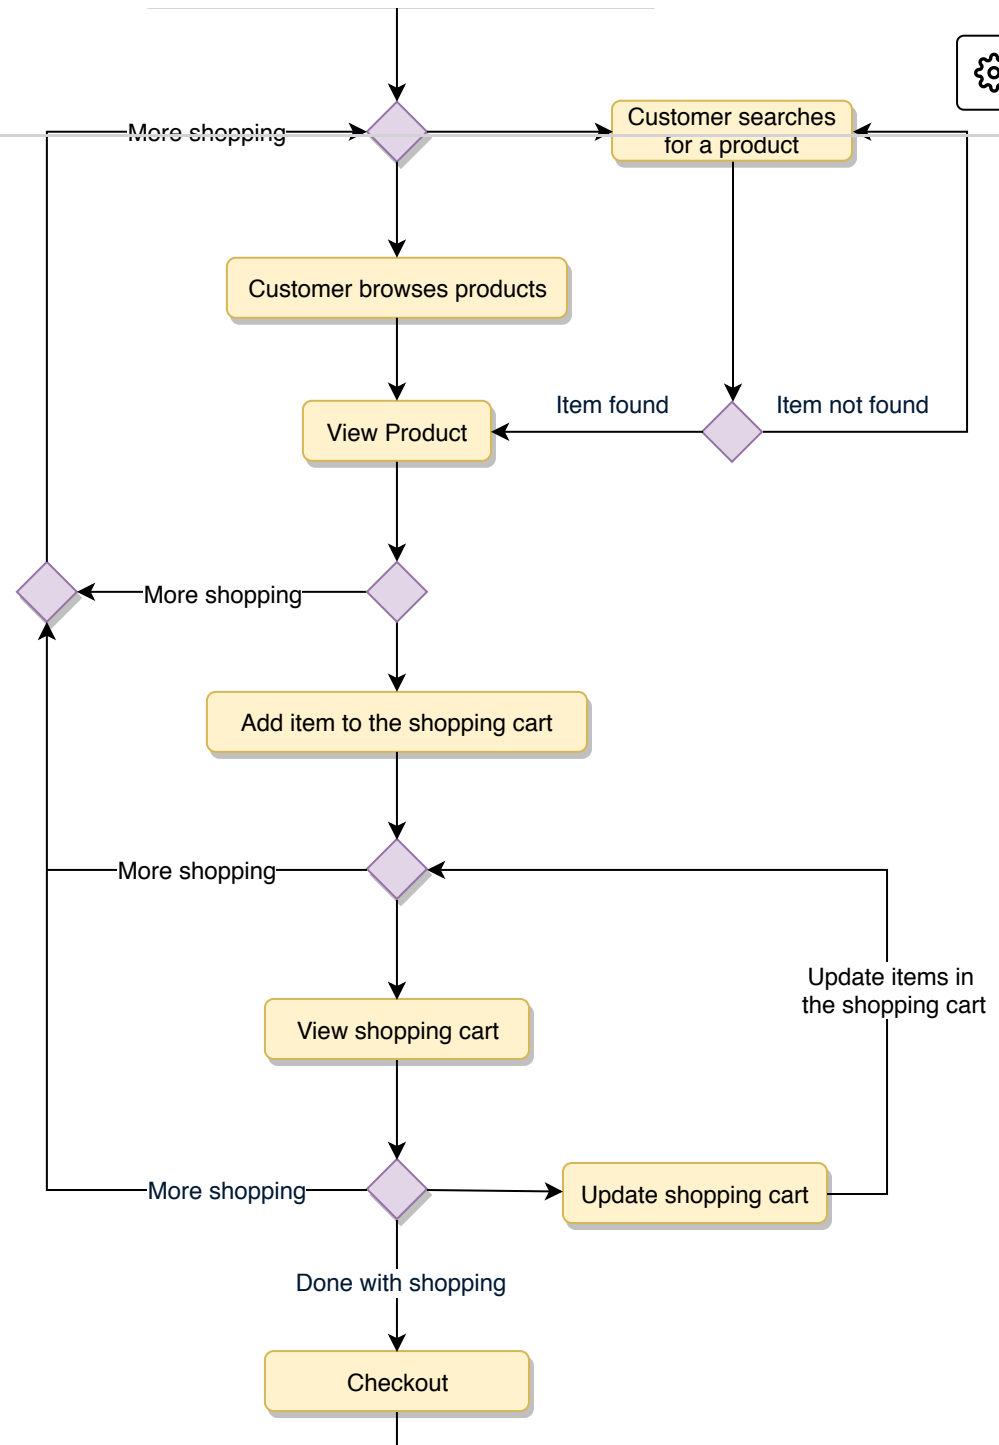 More shopping
Customer searches
for a product
Customer browses products
Item found
Item not found
View Product
More shopping
Add item to the shopping cart
More shopping
Update items in
the shopping cart
View shopping cart
More shopping
Update shopping cart
Done with shopping
Checkout